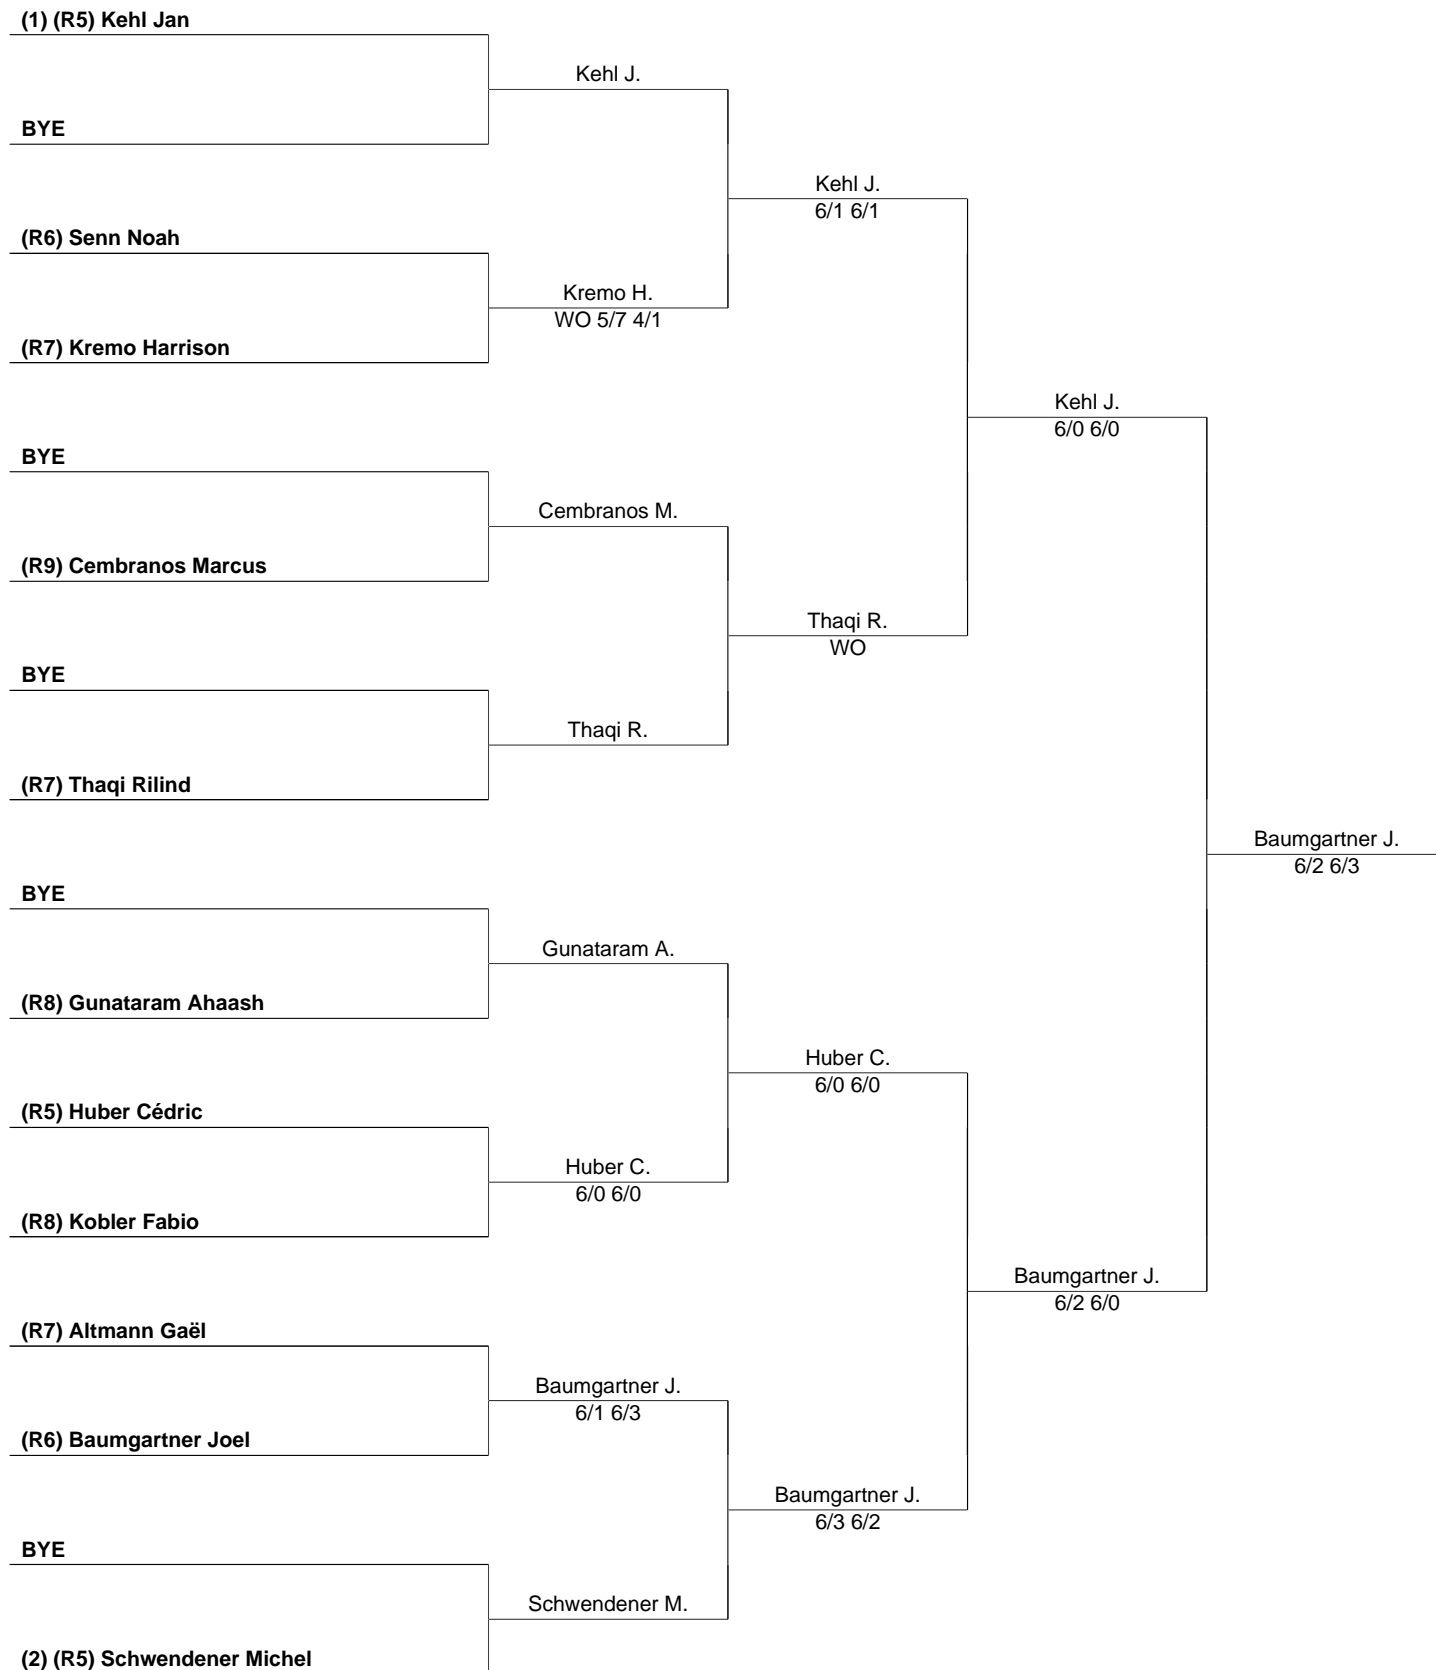 (1) (R5) Kehl Jan
Kehl J.
BYE
Kehl J.
6/1 6/1
(R6) Senn Noah
Kremo H.
WO 5/7 4/1
(R7) Kremo Harrison
Kehl J.
6/0 6/0
BYE
Cembranos M.
(R9) Cembranos Marcus
Thaqi R.
WO
BYE
Thaqi R.
(R7) Thaqi Rilind
Baumgartner J.
6/2 6/3
BYE
Gunataram A.
(R8) Gunataram Ahaash
Huber C.
6/0 6/0
(R5) Huber Cédric
Huber C.
6/0 6/0
(R8) Kobler Fabio
Baumgartner J.
6/2 6/0
(R7) Altmann Gaël
Baumgartner J.
6/1 6/3
(R6) Baumgartner Joel
Baumgartner J.
6/3 6/2
BYE
Schwendener M.
(2) (R5) Schwendener Michel